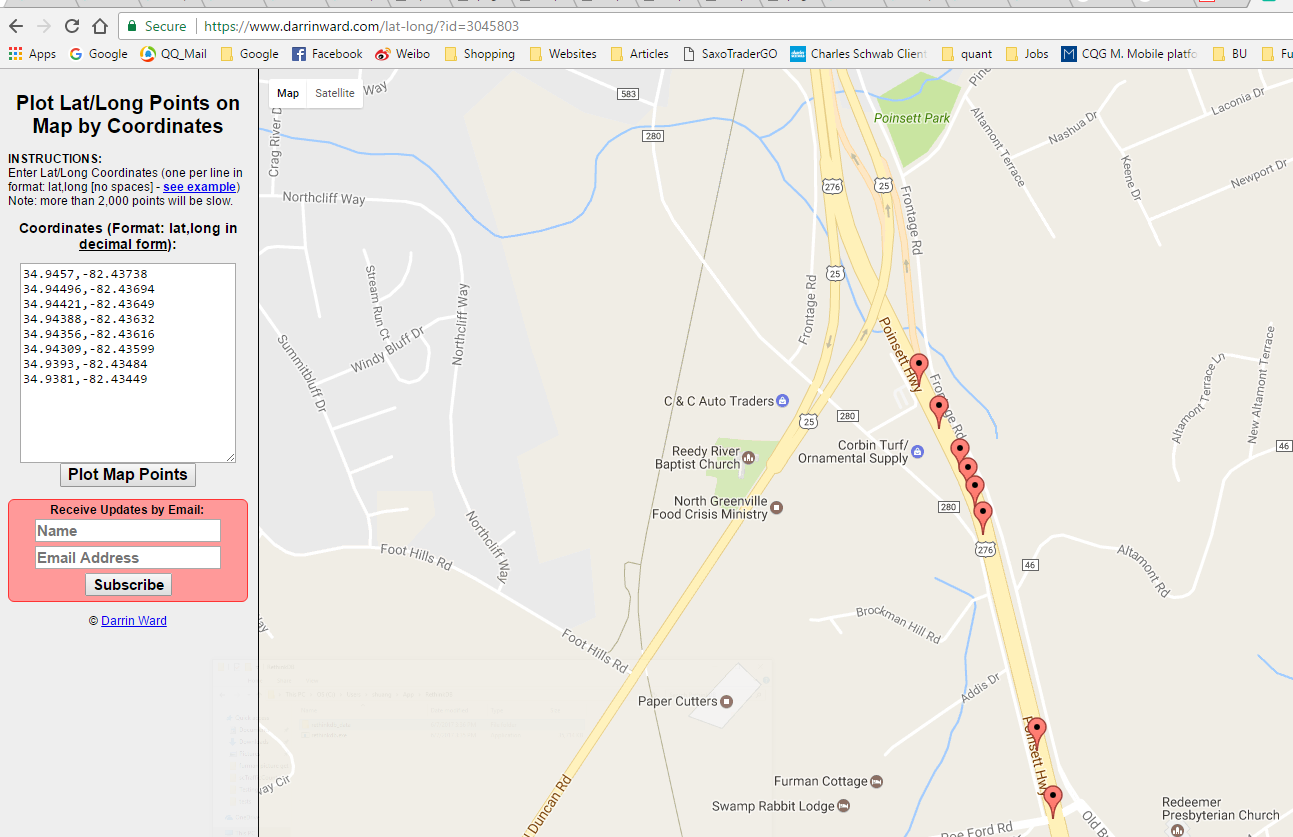 Secure https://www.darrinward.com/lat-long/?id=3045803
Apps Google QQ_Mail Google Facebook Weibo Shopping Websites Articles SaxoTraderGO Charles Schwab Client quant Jobs CQG M. Mobile platfo BU Fu
Plot Lat/Long Points on
Map by Coordinates
INSTRUCTIONS:
Enter Lat/Long Coordinates (one per line in
format: lat,long [no spaces] - see example)
Note: more than 2,000 points will be slow.
Coordinates (Format: lat,long in
decimal form):
34.9457,-82.43738
34.94496,-82.43694
34.94421,-82.43649
34.94388,-82.43632
34.94356,-82.43616
34.94309,-82.43599
34.9393,-82.43484
34.9381,-82.43449
Plot Map Points
Receive Updates by Email:
Name
Email Address
Subscribe
© Darrin Ward
Map Satellite
Way
583
280
Crag River D
Poinsett Park
Pine
Laconia Dr
Nashua Dr
Altamont Terrace
Keene Dr
Newport Dr
276
25
Northcliff Way
Frontage Rd
Stream Run Ct
Northcliff Way
25
Frontage Rd
Windy Bluff Dr
Summitbluff Dr
Poinsett Hwy
Altamont Terrace Ln
New Altamont Terrace
Frontage Rd
C & C Auto Traders
280
25
Corbin Turf/
Ornamental Supply
46
Reedy River
Baptist Church
North Greenville
Food Crisis Ministry
280
276
46
Northcliff Way
Foot Hills Rd
Altamont Rd
Brockman Hill Rd
Foot Hills Rd
Addis Dr
Paper Cutters
Poinsett Hwy
Furman Cottage
Swamp Rabbit Lodge
way Cir
Duncan Rd
Roe Ford Rd
Old B
Redeemer
Presbyterian Church